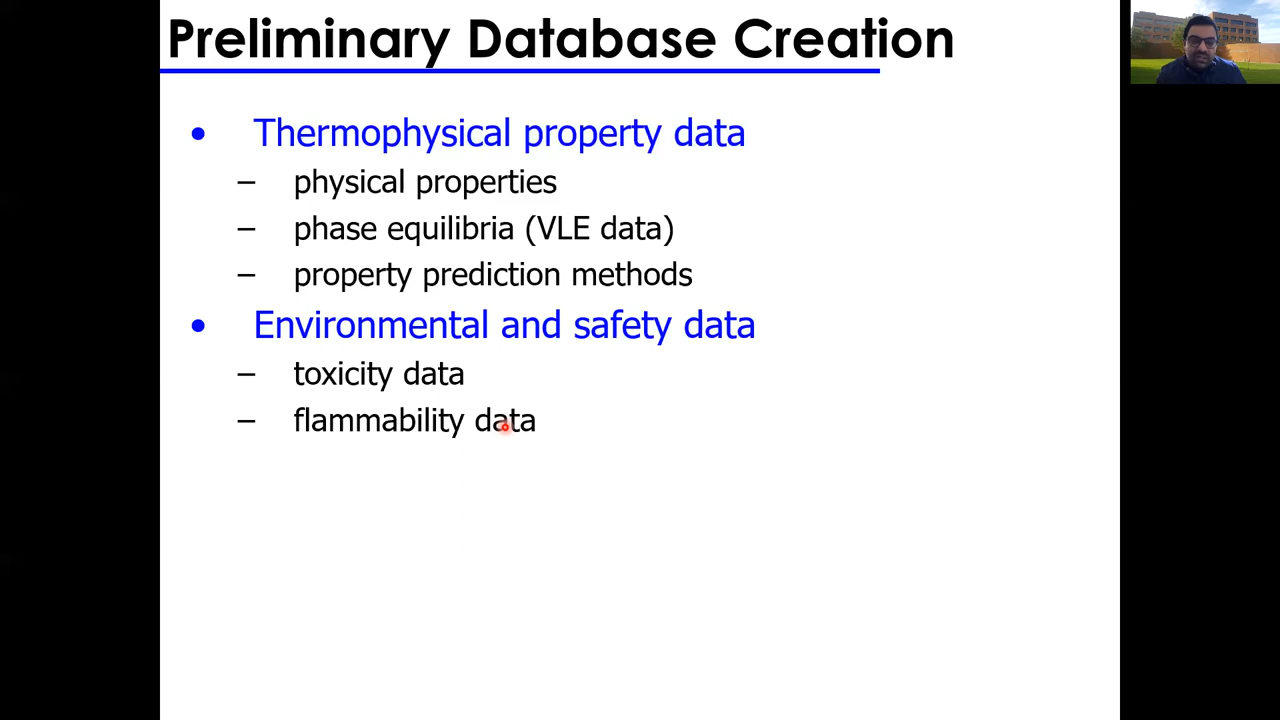 Preliminary Database Creation
• Thermophysical property data
– physical properties
– phase equilibria (VLE data)
– property prediction methods
• Environmental and safety data
– toxicity data
– flammability data